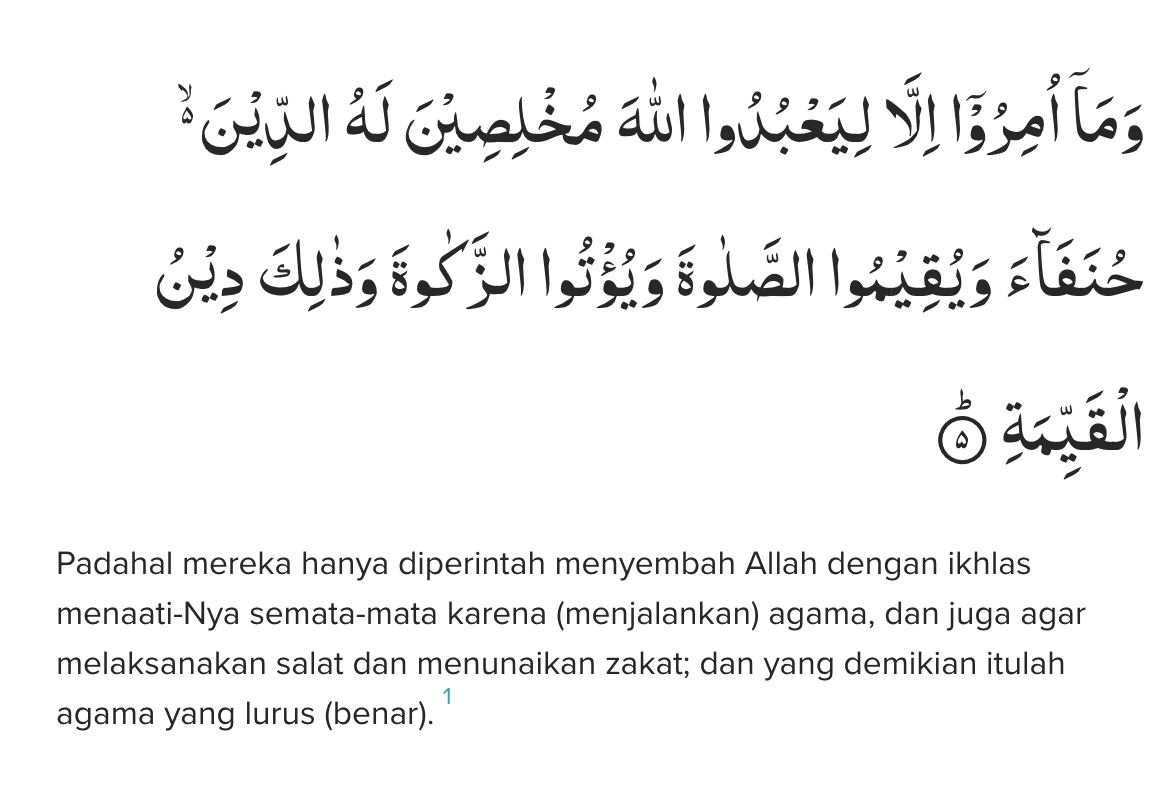 وَمَآ اُمِرُوْٓا اِلَّا لِيَعْبُدُوا اللّٰهَ مُخْلِصِيْنَ لَهُ الدِّيْنَ ەۙ
حُنَفَاۤءَ وَيُقِيْمُوا الصَّلٰوةَ وَيُؤْتُوا الزَّكٰوةَ وَذٰلِكَ دِيْنُ
الْقَيِّمَةِۗ ۵
Padahal mereka hanya diperintah menyembah Allah dengan ikhlas
menaati-Nya semata-mata karena (menjalankan) agama, dan juga agar
melaksanakan salat dan menunaikan zakat; dan yang demikian itulah
agama yang lurus (benar). 1